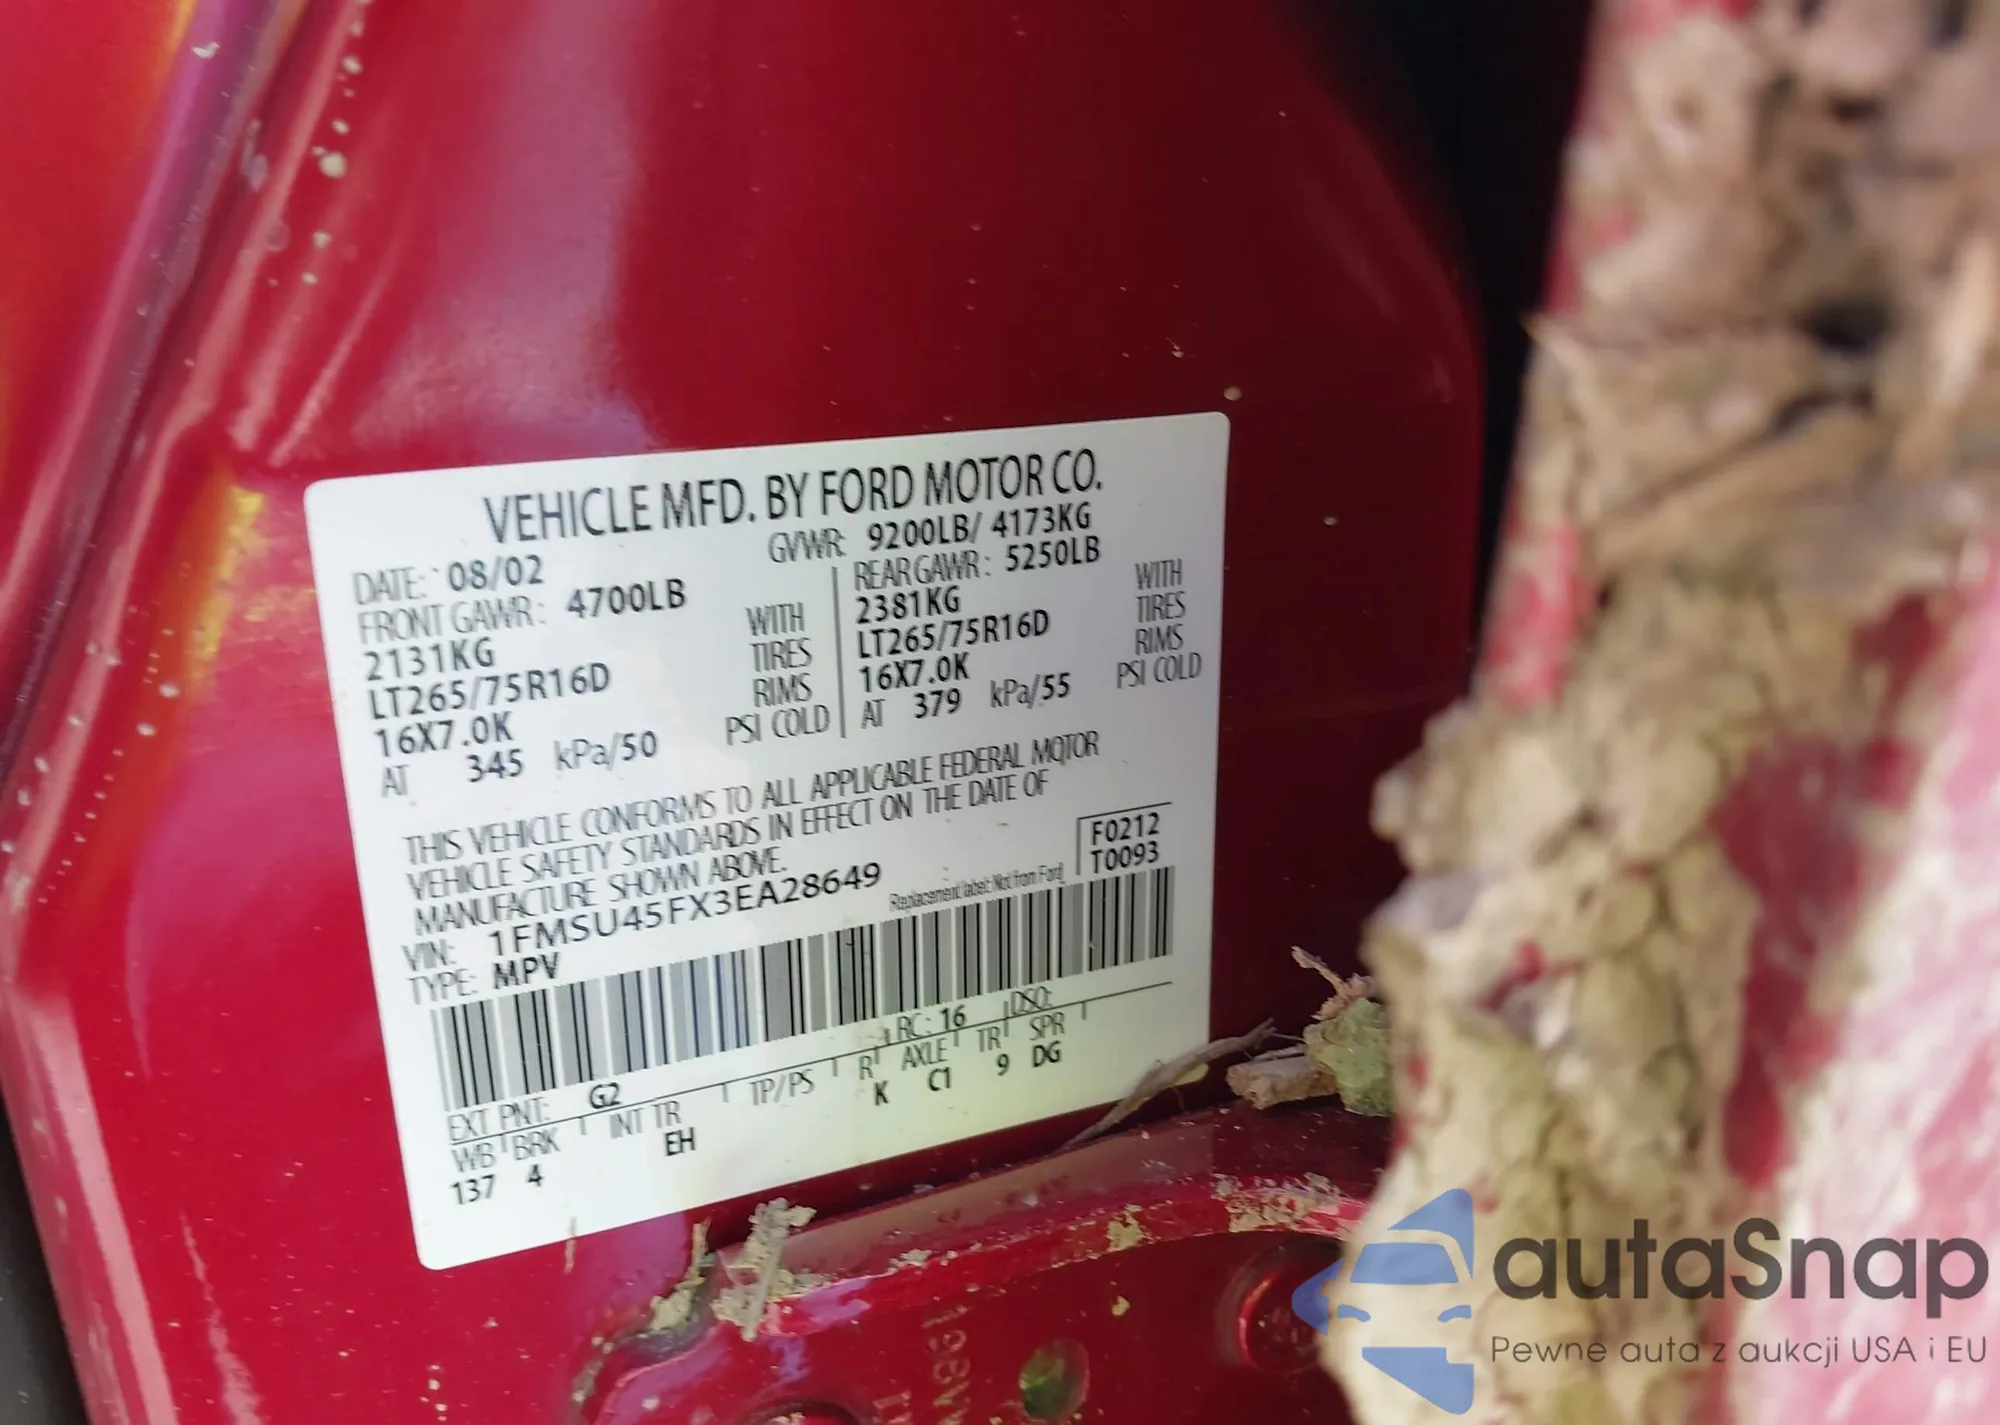 VEHICLE MFD. BY FORD MOTOR CO.
DATE: 08/02 GVWR: 9200LB/ 4173KG
FRONT GAWR: 4700LB REAR GAWR: 5250LB
2131KG WITH 2381KG WITH
LT265/75R16D TIRES LT265/75R16D TIRES
16X7.0K RIMS 16X7.0K RIMS
AT 345 kPa/50 PSI COLD AT 379 kPa/55 PSI COLD
THIS VEHICLE CONFORMS TO ALL APPLICABLE FEDERAL MOTOR
VEHICLE SAFETY STANDARDS IN EFFECT ON THE DATE OF
MANUFACTURE SHOWN ABOVE.
F0212
T0093
VIN: 1FMSU45FX3EA28649 Replacement label: Not from Ford
TYPE: MPV
EXT PNT: G2 RC: 16 DSO:
WB BRK INT TR TP/PS R AXLE TR SPR
137 4 EH K C1 9 DG
autaSnap
Pewne auta z aukcji USA i EU